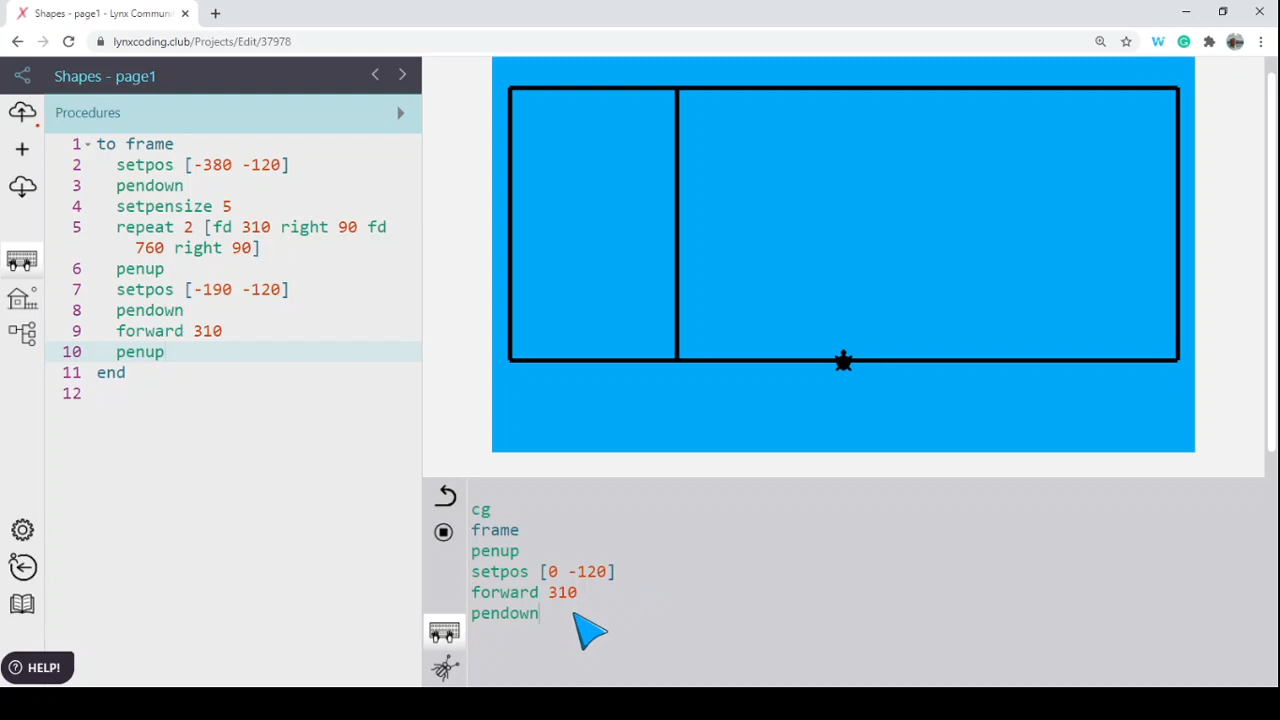 Shapes - page1 - Lynx Commun
lynxcoding.club/Projects/Edit/37978
Shapes - page1
Procedures
1 to frame
2 setpos [-380 -120]
3 pendown
4 setpensize 5
5 repeat 2 [fd 310 right 90 fd
760 right 90]
6 penup
7 setpos [-190 -120]
8 pendown
9 forward 310
10 penup
11 end
12
cg
frame
penup
setpos [0 -120]
forward 310
pendown
HELP!